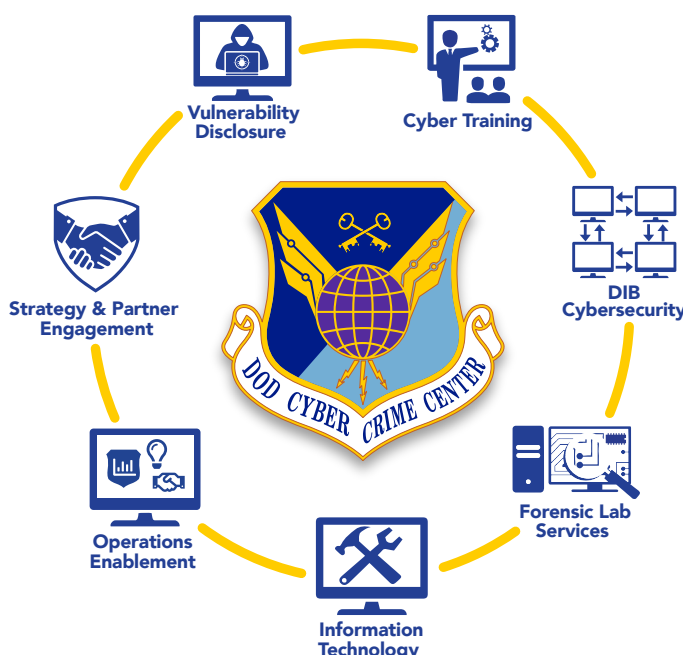 Vulnerability
Disclosure
Cyber Training
DIB
Cybersecurity
Forensic Lab
Services
Information
Technology
Operations
Enablement
Strategy & Partner
Engagement
DOD CYBER CRIME CENTER